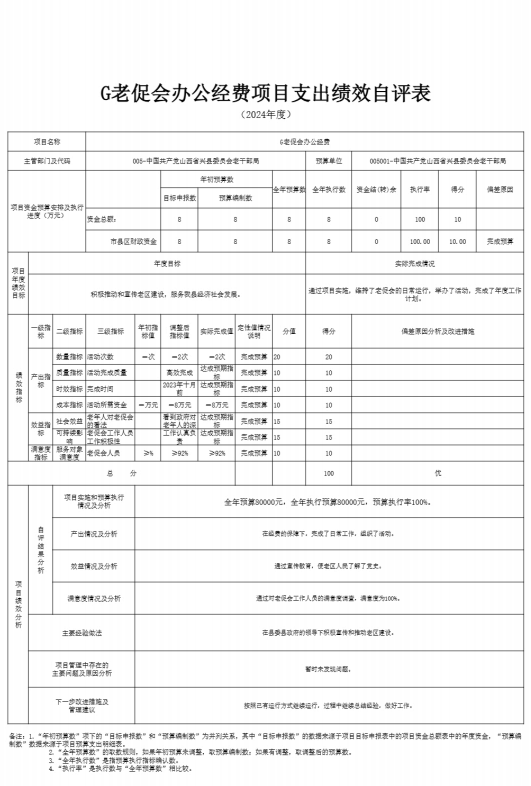 G老促会办公经费项目支出绩效自评表
（2024年度）
项目名称 G老促会办公经费
主管部门及代码 005-中国共产党山西省兴县委员会老干部局 预算单位 005001-中国共产党山西省兴县委员会老干部局
项目资金预算安排及执行进度（万元） 年初预算数 全年预算数 全年执行数 资金结(转)余 执行率 得分 偏差原因
目标申报数 预算编制数
资金总额： 8 8 8 8 0 100 10
市县区财政资金 8 8 8 8 0 100.00 10.00 完成预算
项目年度绩效目标 年度目标 实际完成情况
积极推动和宣传老区建设，服务我县经济社会发展。 通过项目实施，维持了老促会的日常运行，举办了活动，完成了年度工作计划。
绩效指标 一级指标 二级指标 三级指标 年初指标值 调整后指标值 实际完成值 定性值情况说明 分值 得分 偏差原因分析及改进措施
产出指标 数量指标 活动次数 =次 =2次 =2次 完成预算 20 20
质量指标 活动完成质量 高效完成 达成预期指标 完成预算 10 10
时效指标 完成时间 2023年十月前 达成预期指标 完成预算 10 10
成本指标 活动所需资金 =万元 =8万元 =8万元 完成预算 10 10
效益指标 社会效益 老年人对老促会的看法 看到政府对老年人的深 达成预期指标 完成预算 15 15
可持续影响 老促会工作人员工作积极性 工作认真负责 达成预期指标 完成预算 15 15
满意度指标 服务对象满意度 老促会人员 ≥% ≥92% ≥92% 完成预算 10 10
总 分 100 优
项目绩效分析 自评结果分析 项目实施和预算执行情况及分析 全年预算80000元，全年执行预算80000元，预算执行率100%。
产出情况及分析 在经费的保障下，完成了日常工作，组织了活动。
效益情况及分析 通过宣传教育，使老区人民了解了党史。
满意度情况及分析 通过对老促会工作人员的满意度调查，满意度为100%。
主要经验做法 在县委县政府的领导下积极宣传和推动老区建设。
项目管理中存在的主要问题及原因分析 暂时未发现问题。
下一步改进措施及管理建议 按照已有运行方式继续运行，过程中继续总结经验，做好工作。
备注：1.“年初预算数”项下的“目标申报数”和“预算编制数”为并列关系，其中“目标申报数”的数据来源于项目目标申报表中的项目资金总额表中的年度资金，“预算编制数”数据来源于项目预算支出明细表。
2.“全年预算数”的取数规则，如果年初预算未调整，取预算编制数；如果有调整，取调整后的预算数。
3.“全年执行数”是指预算执行指标确认数。
4.“执行率”是执行数与“全年预算数”相比较。